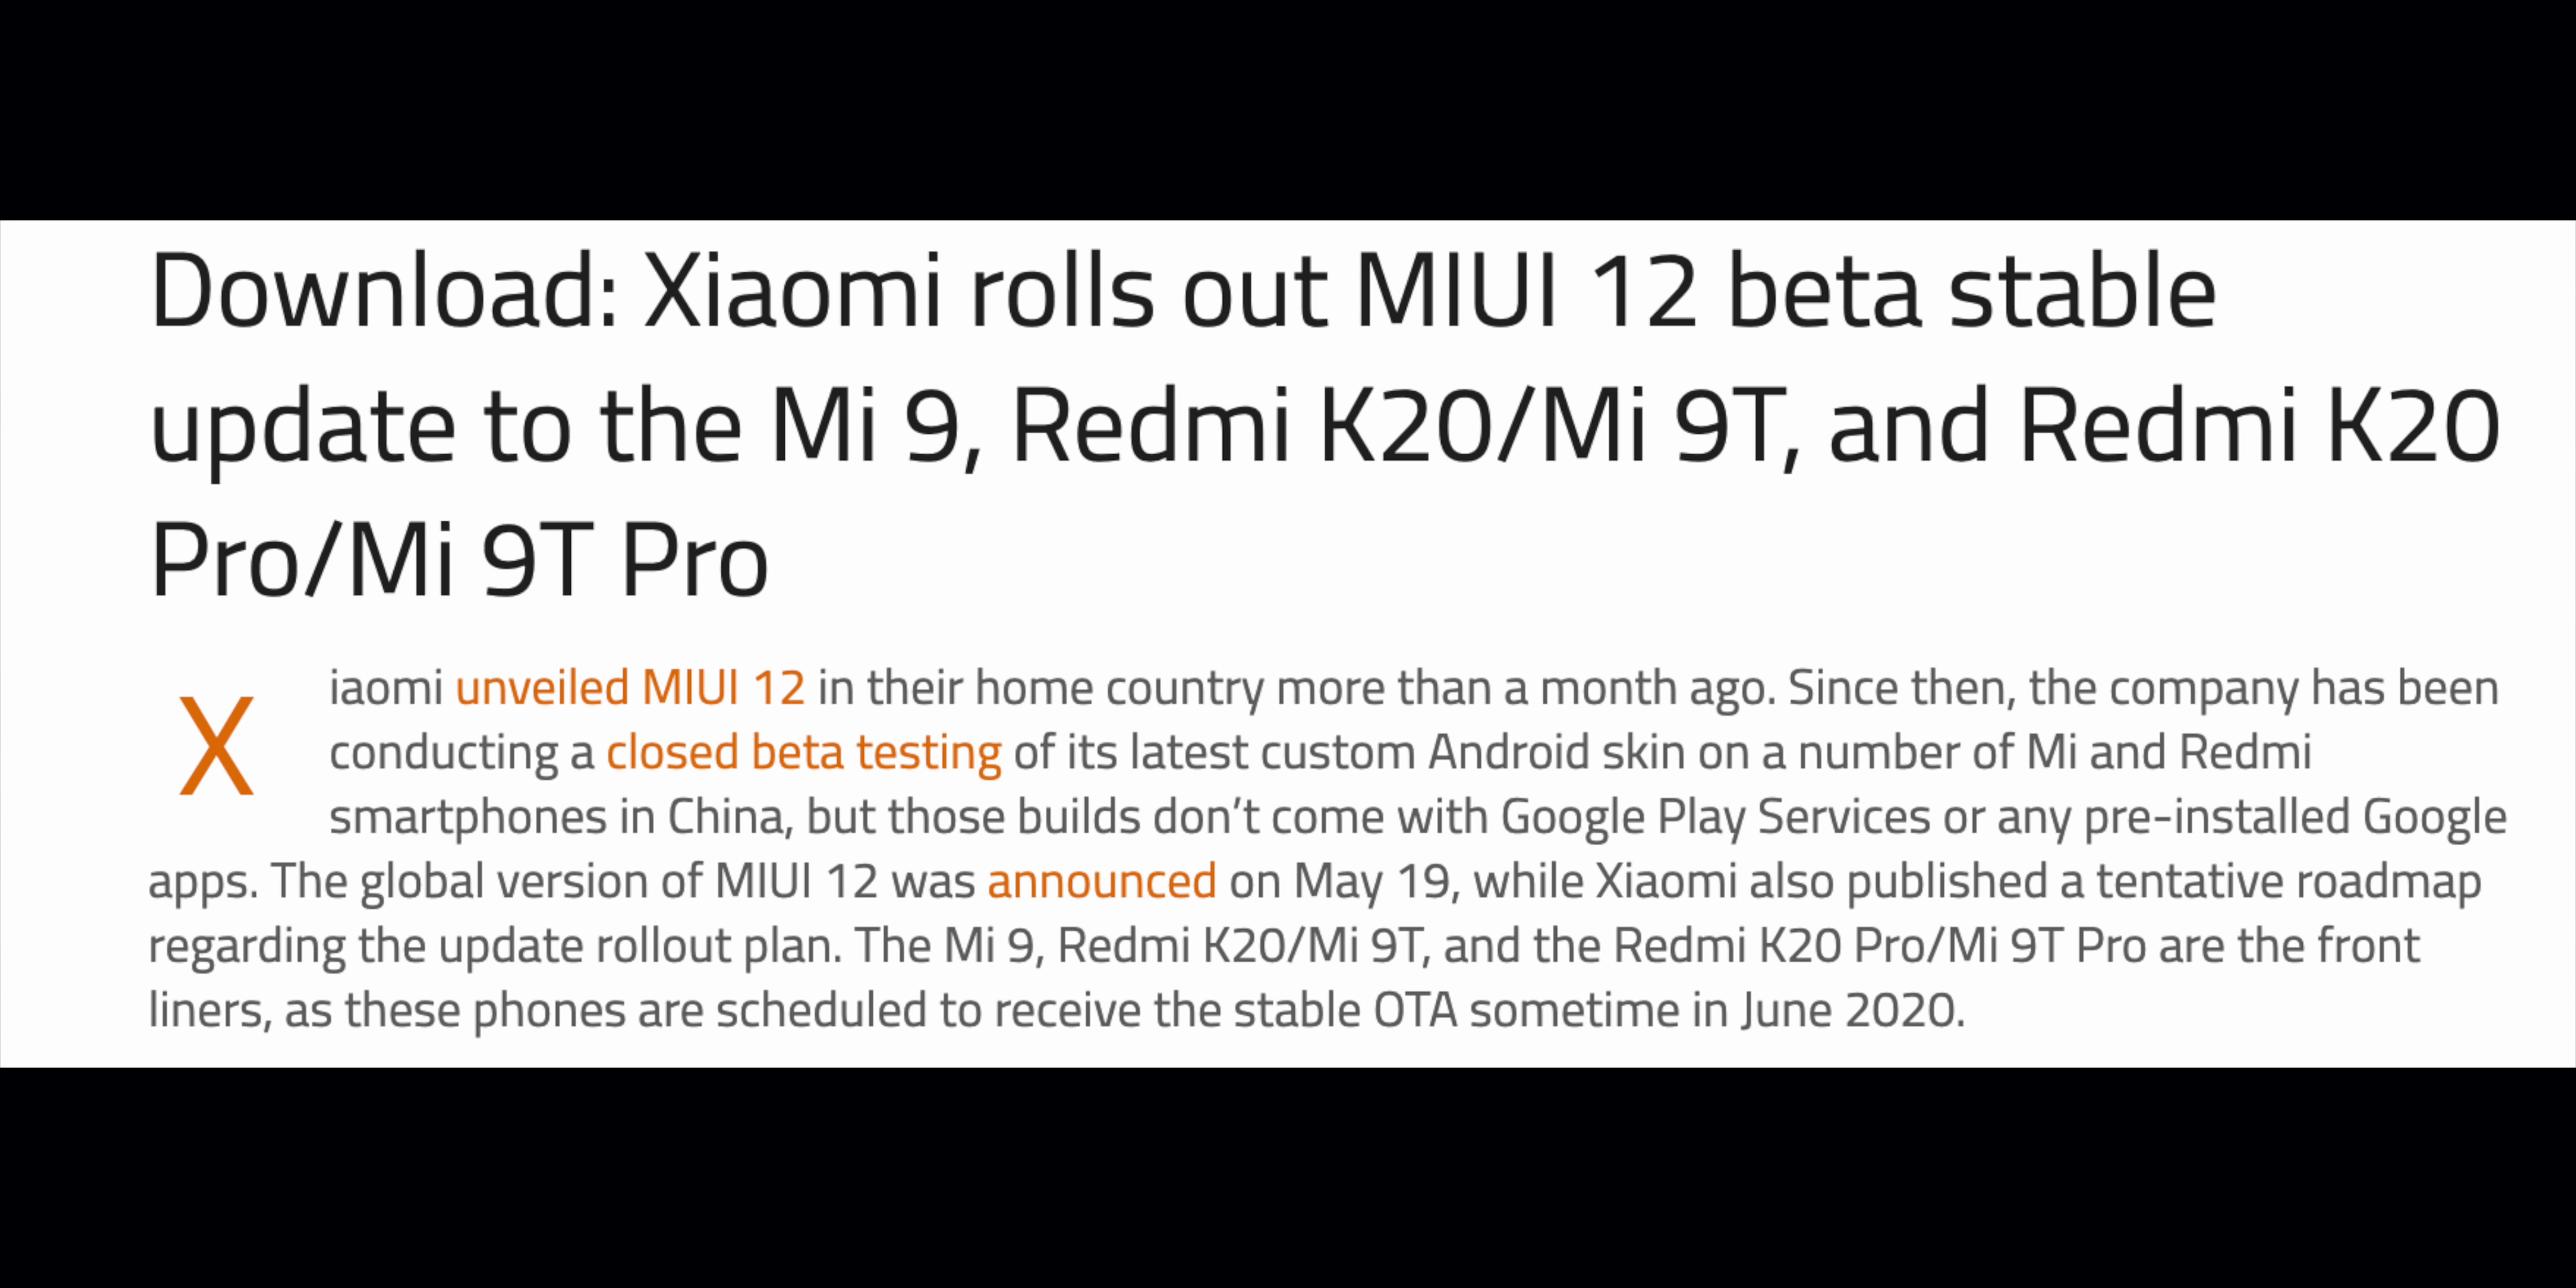 Download: Xiaomi rolls out MIUI 12 beta stable
update to the Mi 9, Redmi K20/Mi 9T, and Redmi K20
Pro/Mi 9T Pro
Xiaomi unveiled MIUI 12 in their home country more than a month ago. Since then, the company has been
conducting a closed beta testing of its latest custom Android skin on a number of Mi and Redmi
smartphones in China, but those builds don’t come with Google Play Services or any pre-installed Google
apps. The global version of MIUI 12 was announced on May 19, while Xiaomi also published a tentative roadmap
regarding the update rollout plan. The Mi 9, Redmi K20/Mi 9T, and the Redmi K20 Pro/Mi 9T Pro are the front
liners, as these phones are scheduled to receive the stable OTA sometime in June 2020.